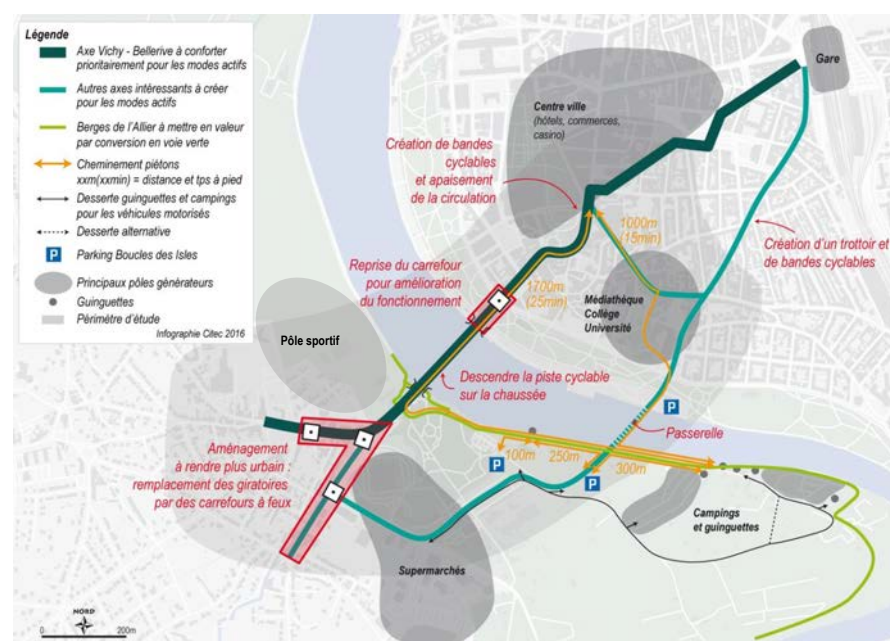 Légende
Axe Vichy - Bellerive à conforter
prioritairement pour les modes actifs
Autres axes intéressants à créer
pour les modes actifs
Berges de l'Allier à mettre en valeur
par conversion en voie verte
Cheminement piétons
xxm(xxmin) = distance et tps à pied
Desserte guinguettes et campings
pour les véhicules motorisés
Desserte alternative
P
Parking Boucles des Isles
Principaux pôles générateurs
Guinguettes
Périmètre d'étude
Infographie Citec 2016
Gare
Centre ville
(hôtels, commerces,
casino)
Création de bandes
cyclables
et apaisement
de la circulation
1000m
(15min)
Création d'un trottoir et
de bandes cyclables
Reprise du carrefour
pour amélioration
du fonctionnement
1700m
(25min)
Médiathèque
Collège
Université
Pôle sportif
Descendre la piste cyclable
sur la chaussée
P
Passerelle
Aménagement
à rendre plus urbain :
remplacement des giratoires
par des carrefours à feux
100m
250m
300m
P
P
Campings
et guinguettes
Supermarchés
NORD
0
200m